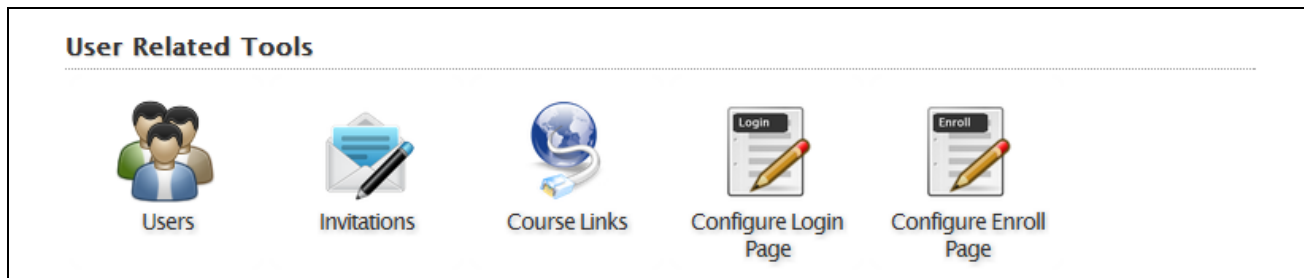 User Related Tools
Login
Enroll
Users
Invitations
Course Links
Configure Login
Page
Configure Enroll
Page